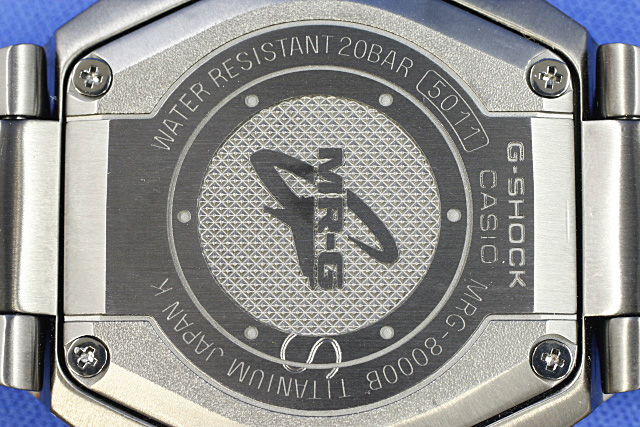 WATER RESISTANT 20BAR
5011
G-SHOCK
CASIO
MR-G
MRG-8000B TITANIUM JAPAN K
S